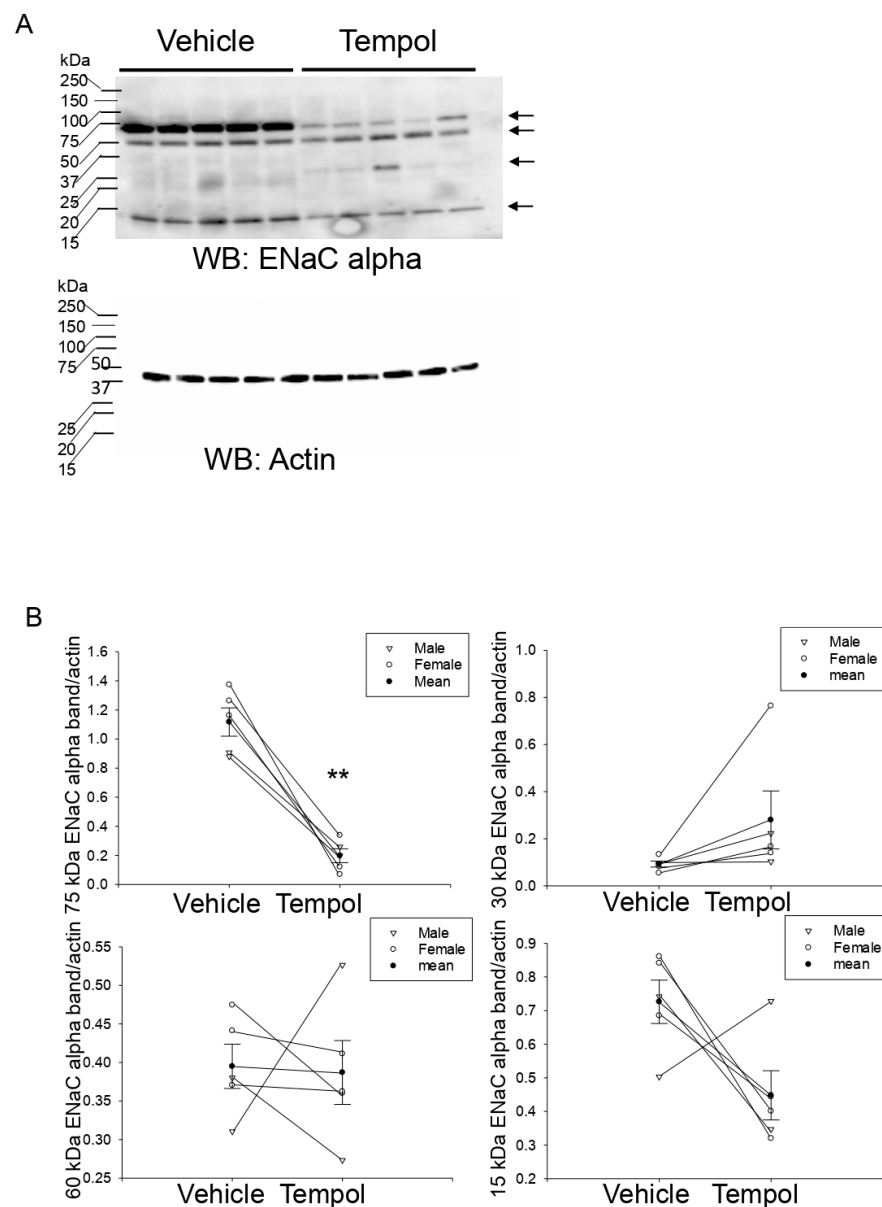 A
Vehicle Tempol
kDa
250
150
100
75
50
37
25
20
15
WB: ENaC alpha
kDa
250
150
100
75
50
37
25
20
15
WB: Actin
B
75 kDa ENaC alpha band/actin
1.6
1.4
1.2
1.0
0.8
0.6
0.4
0.2
0.0
Male
Female
Mean
**
Vehicle Tempol
30 kDa ENaC alpha band/actin
1.0
0.8
0.6
0.4
0.2
0.0
Male
Female
mean
Vehicle Tempol
60 kDa ENaC alpha band/actin
0.55
0.50
0.45
0.40
0.35
0.30
0.25
Male
Female
mean
Vehicle Tempol
15 kDa ENaC alpha band/actin
0.9
0.8
0.7
0.6
0.5
0.4
0.3
0.2
Male
Female
mean
Vehicle Tempol